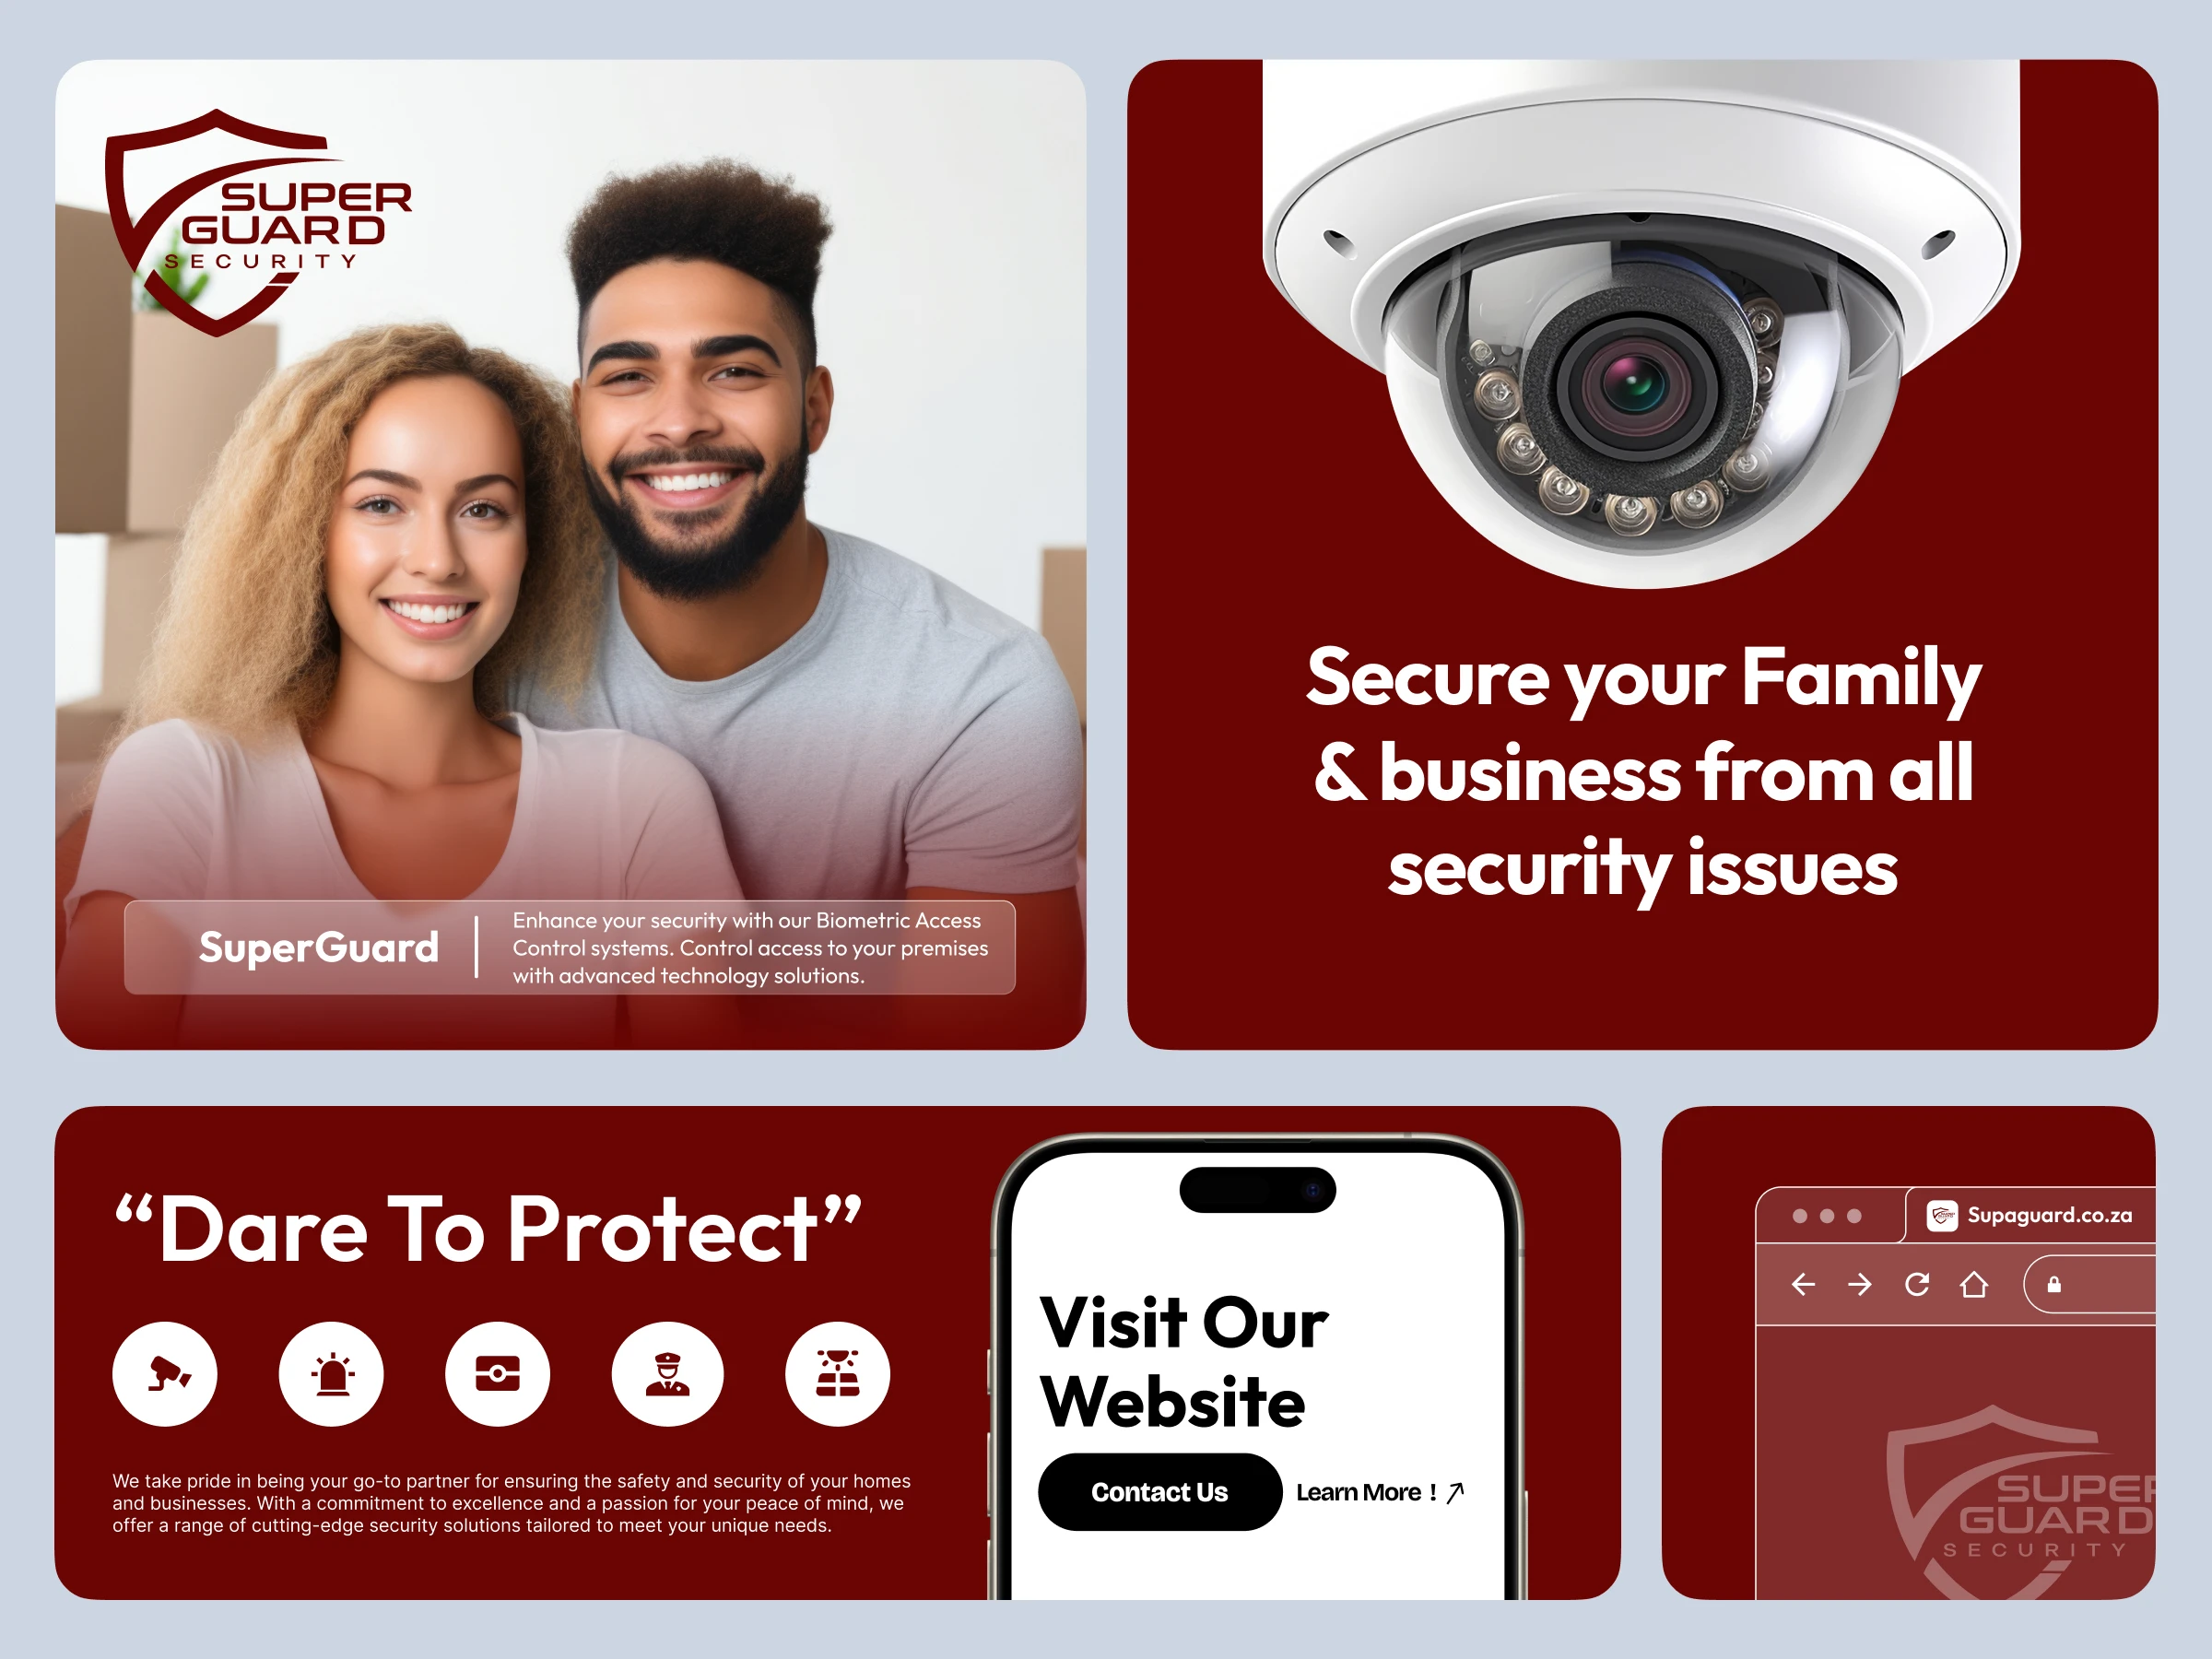 SUPER
GUARD
SECURITY
SuperGuard
Enhance your security with our Biometric Access
Control systems. Control access to your premises
with advanced technology solutions.
Secure your Family
& business from all
security issues
“Dare To Protect”
We take pride in being your go-to partner for ensuring the safety and security of your homes
and businesses. With a commitment to excellence and a passion for your peace of mind, we
offer a range of cutting-edge security solutions tailored to meet your unique needs.
Visit Our
Website
Contact Us
Learn More !
Supaguard.co.za
SUPER
GUARD
SECURITY